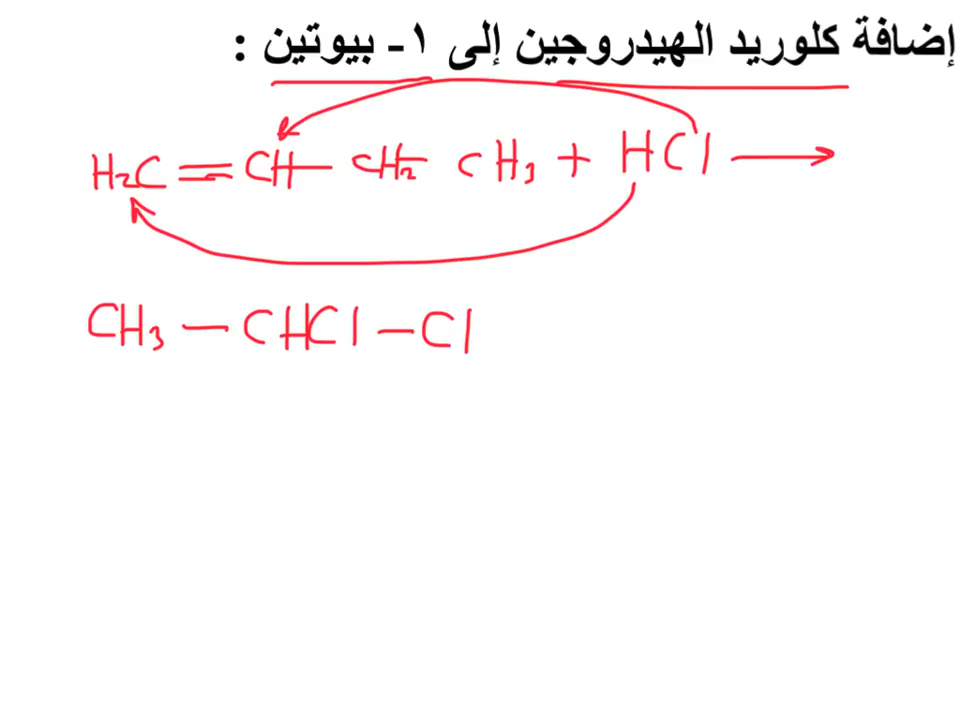 إضافة كلوريد الهيدروجين إلى ١- بيوتين :
H₂C = CH — CH₂ CH₃ + HCl ⟶
CH₃ — CHCl — Cl